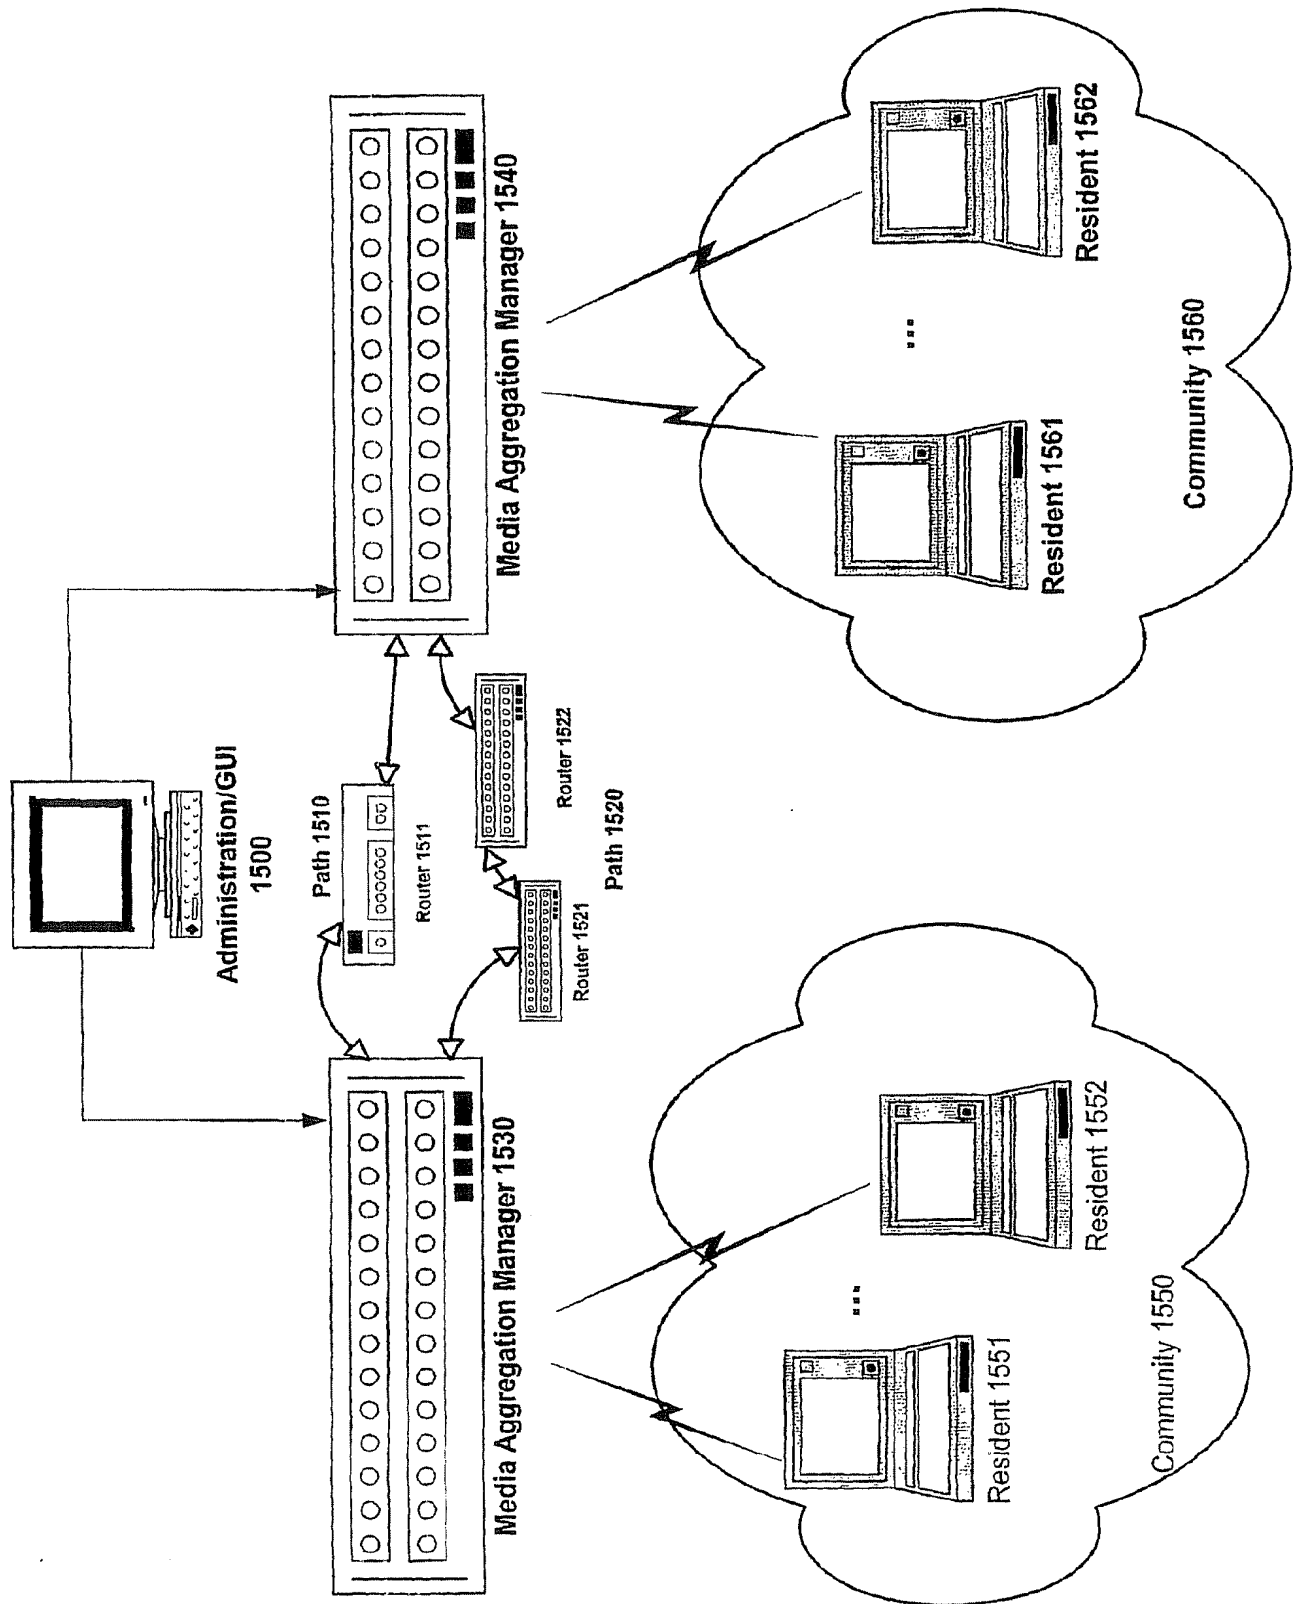 Administration/GUI
1500
Path 1510
Router 1511
Router 1521
Router 1522
Path 1520
Media Aggregation Manager 1530
Media Aggregation Manager 1540
Resident 1551
...
Resident 1552
Community 1550
Resident 1561
...
Resident 1562
Community 1560